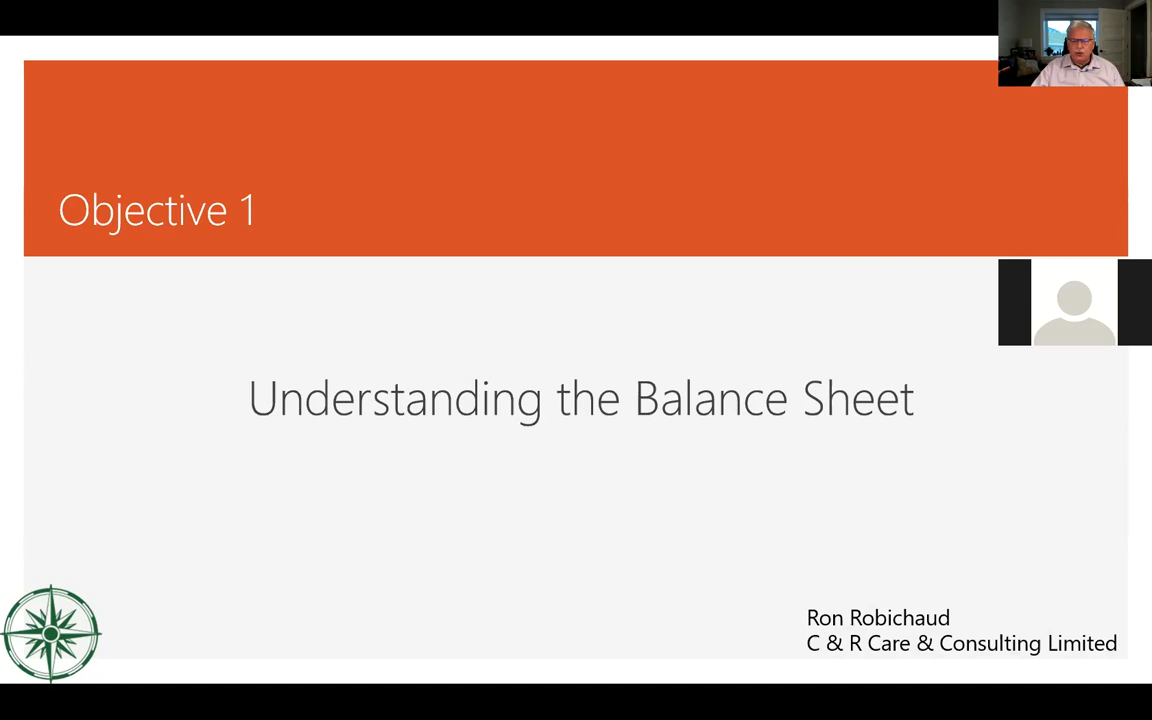 Objective 1
Understanding the Balance Sheet
Ron Robichaud
C & R Care & Consulting Limited